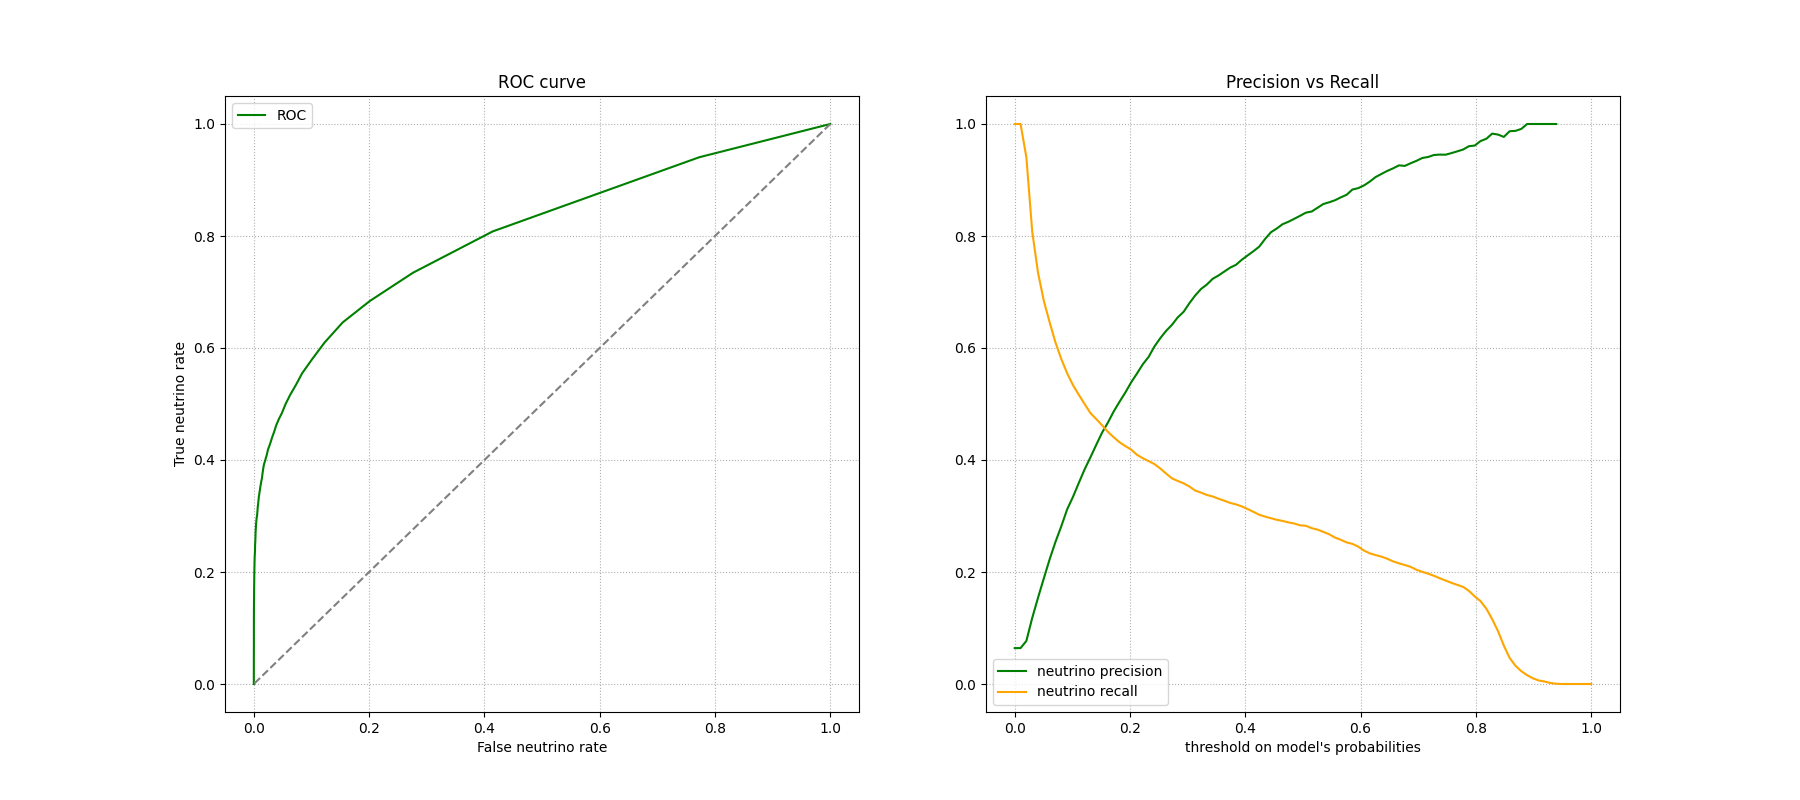 ROC curve
ROC
1.0
0.8
0.6
0.4
0.2
0.0
True neutrino rate
0.0 0.2 0.4 0.6 0.8 1.0
False neutrino rate
Precision vs Recall
1.0
0.8
0.6
0.4
0.2
0.0
neutrino precision
neutrino recall
0.0 0.2 0.4 0.6 0.8 1.0
threshold on model's probabilities